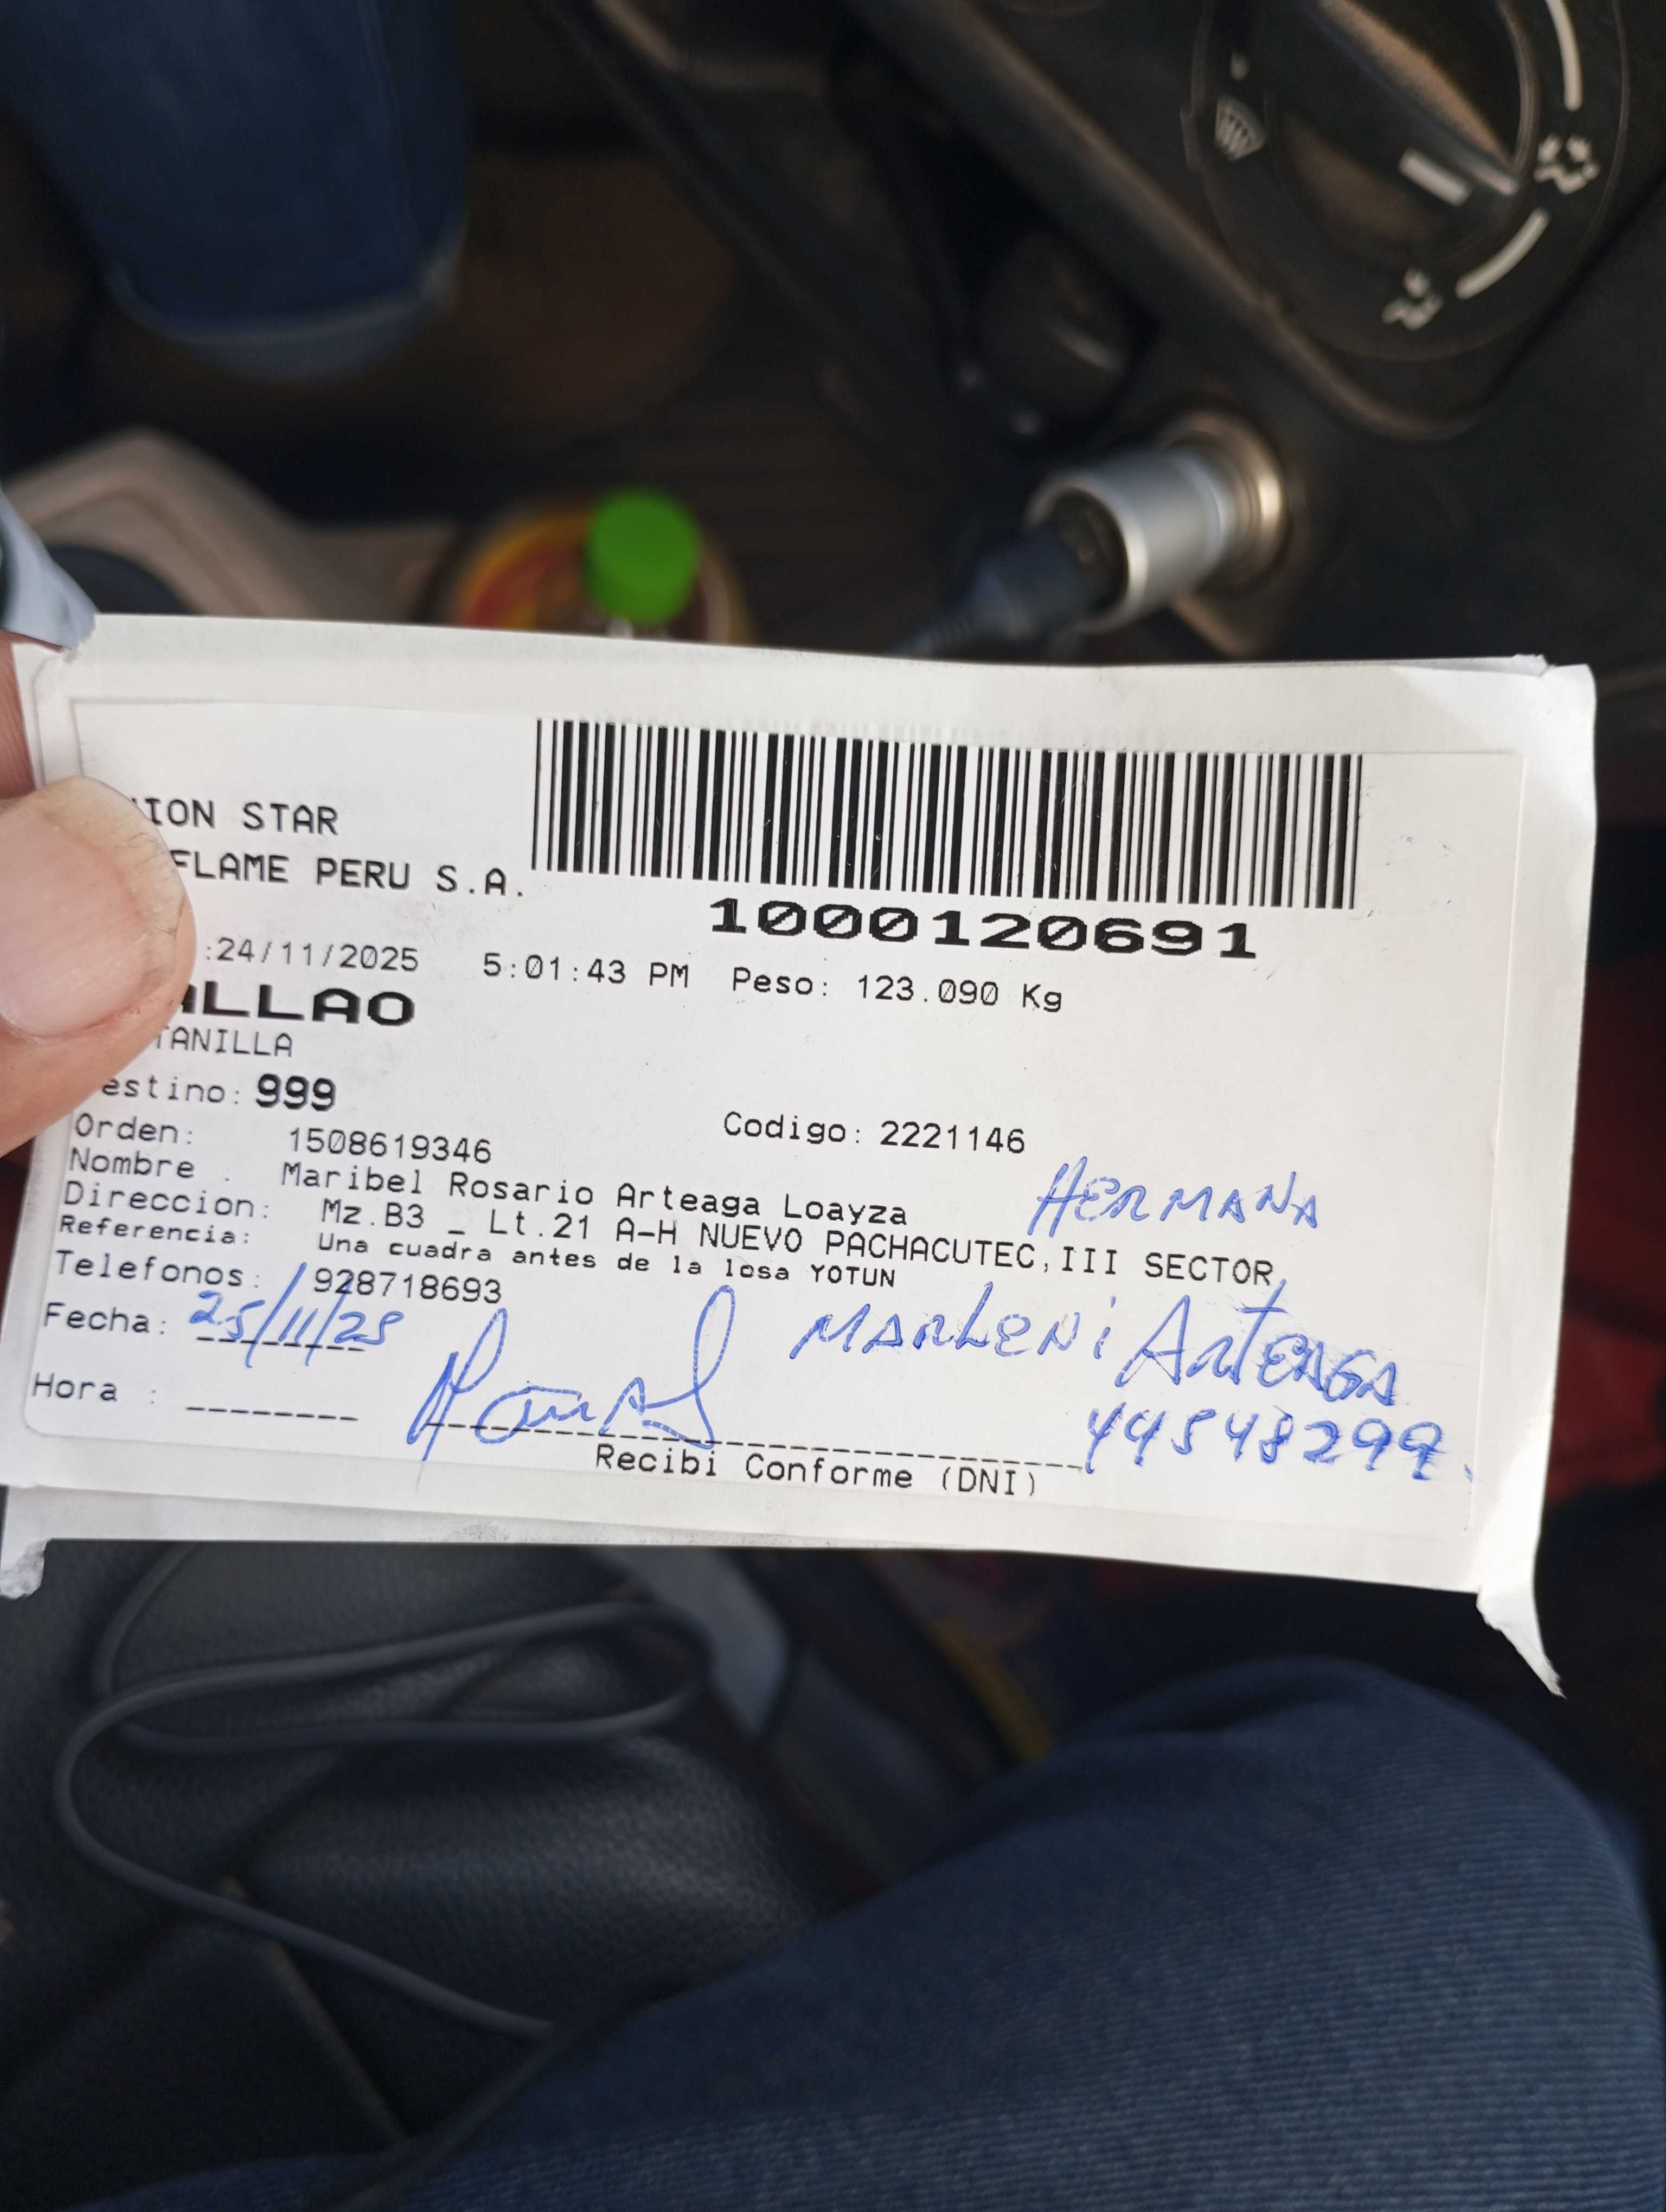 ION STAR
FLAME PERU S.A.
1000120691
:24/11/2025 5:01:43 PM Peso: 123.090 Kg
ALLAO
TANILLA
estino: 999
Orden: 1508619346 Codigo: 2221146
Nombre . Maribel Rosario Arteaga Loayza HERMANA
Direccion: Mz.B3 _ Lt.21 A-H NUEVO PACHACUTEC,III SECTOR,
Referencia: Una cuadra antes de la losa YOTUN
Telefonos: / 928718693
Fecha: 25/11/25 MARLENi ARTEAGA
Hora : -------- 44548299
Recibi Conforme (DNI)